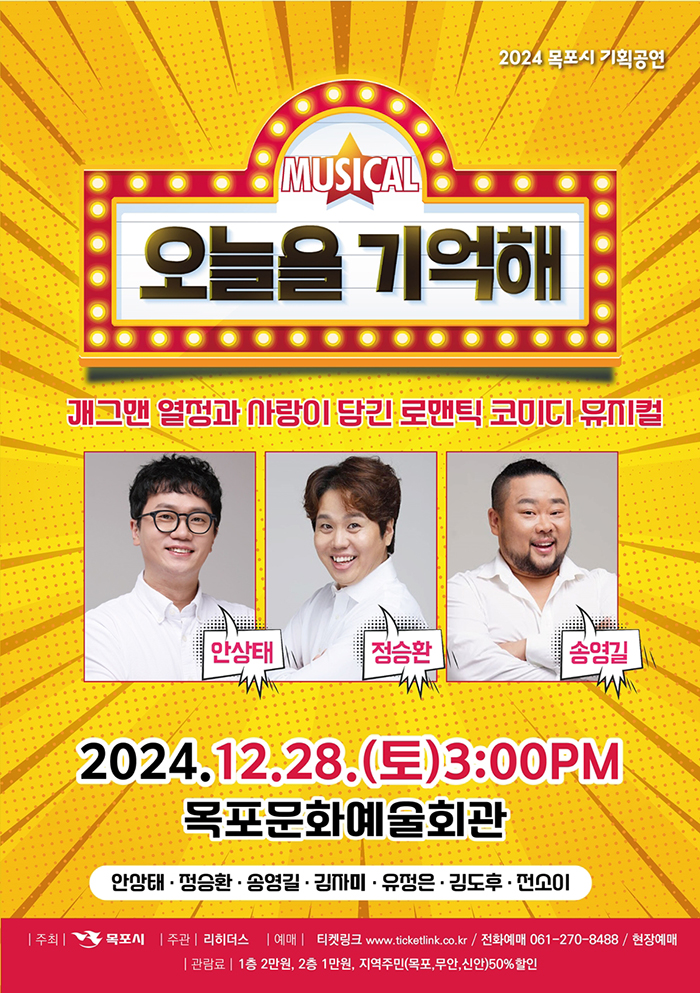 2024 목포시 기획공연
MUSICAL
오늘을 기억해
개그맨 열정과 사랑이 담긴 로맨틱 코미디 뮤지컬
안상태
정승환
송영길
2024.12.28.(토)3:00PM
목포문화예술회관
안상태 · 정승환 · 송영길 · 김자미 · 유정은 · 김도후 · 전소이
| 주최 | 목포시 | 주관 | 리히더스 | 예매 | 티켓링크 www.ticketlink.co.kr / 전화예매 061-270-8488 / 현장예매
| 관람료 | 1층 2만원, 2층 1만원, 지역주민(목포,무안,신안)50%할인